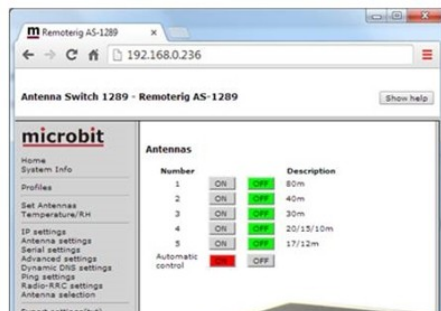 m Remoterig AS-1289
192.168.0.236
Antenna Switch 1289 - Remoterig AS-1289
Show help
microbit
Home
System Info
Profiles
Set Antennas
Temperature/RH
IP settings
Antenna settings
Serial settings
Advanced settings
Dynamic DNS settings
Ping settings
Radio-RRC settings
Antenna selection
Antennas
Number Description
1 ON OFF 80m
2 ON OFF 40m
3 ON OFF 30m
4 ON OFF 20/15/10m
5 ON OFF 17/12m
Automatic control ON OFF